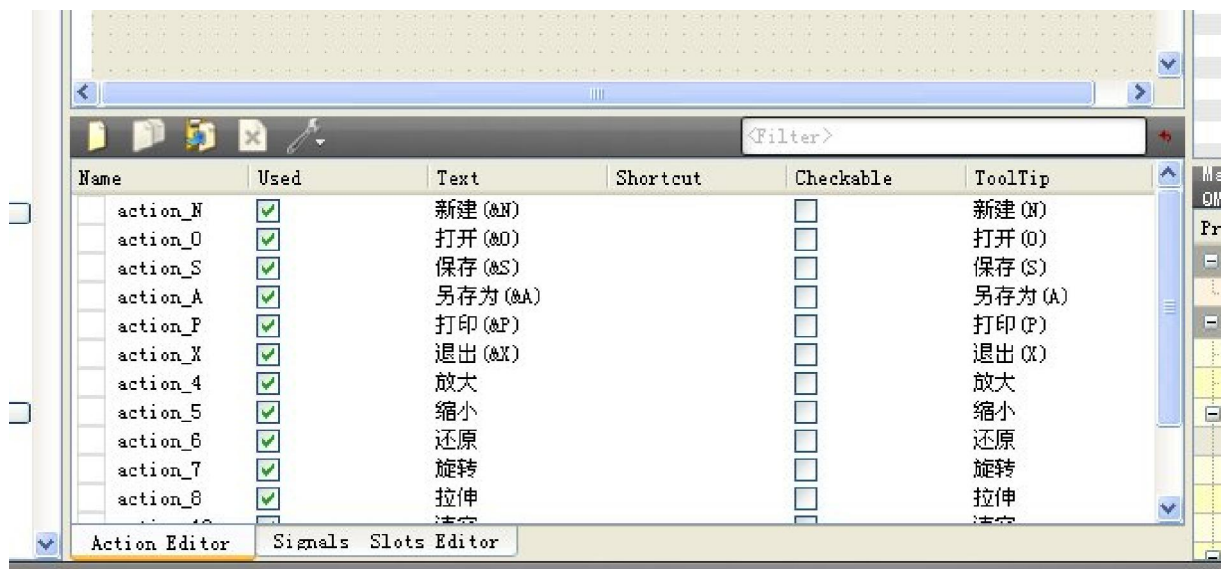 <Filter>
Name Used Text Shortcut Checkable ToolTip
action_N 新建(&N) 新建(N)
action_O 打开(&O) 打开(O)
action_S 保存(&S) 保存(S)
action_A 另存为(&A) 另存为(A)
action_P 打印(&P) 打印(P)
action_X 退出(&X) 退出(X)
action_4 放大 放大
action_5 缩小 缩小
action_6 还原 还原
action_7 旋转 旋转
action_8 拉伸 拉伸
Action Editor Signals Slots Editor
Ma
QM
Pr